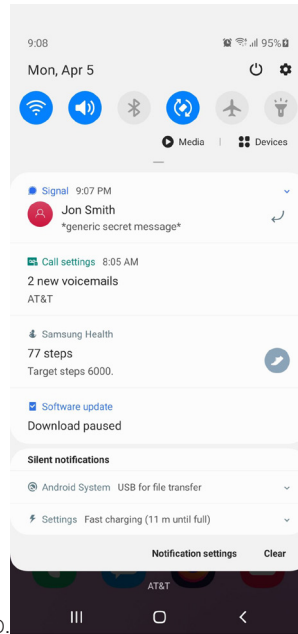 9:08 95%
Mon, Apr 5
Media | Devices
Signal 9:07 PM
Jon Smith
*generic secret message*
Call settings 8:05 AM
2 new voicemails
AT&T
Samsung Health
77 steps
Target steps 6000.
Software update
Download paused
Silent notifications
Android System USB for file transfer
Settings Fast charging (11 m until full)
Notification settings Clear
AT&T